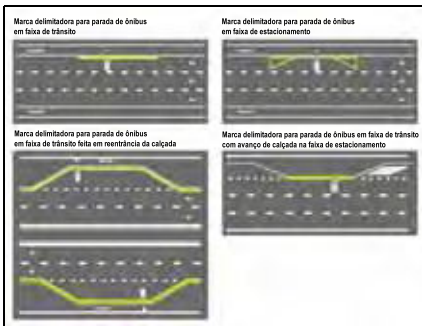 Marca delimitadora para parada de ônibus
em faixa de trânsito
Marca delimitadora para parada de ônibus
em faixa de estacionamento
Marca delimitadora para parada de ônibus
em faixa de trânsito feita em reentrância da calçada
Marca delimitadora para parada de ônibus em faixa de trânsito
com avanço de calçada na faixa de estacionamento